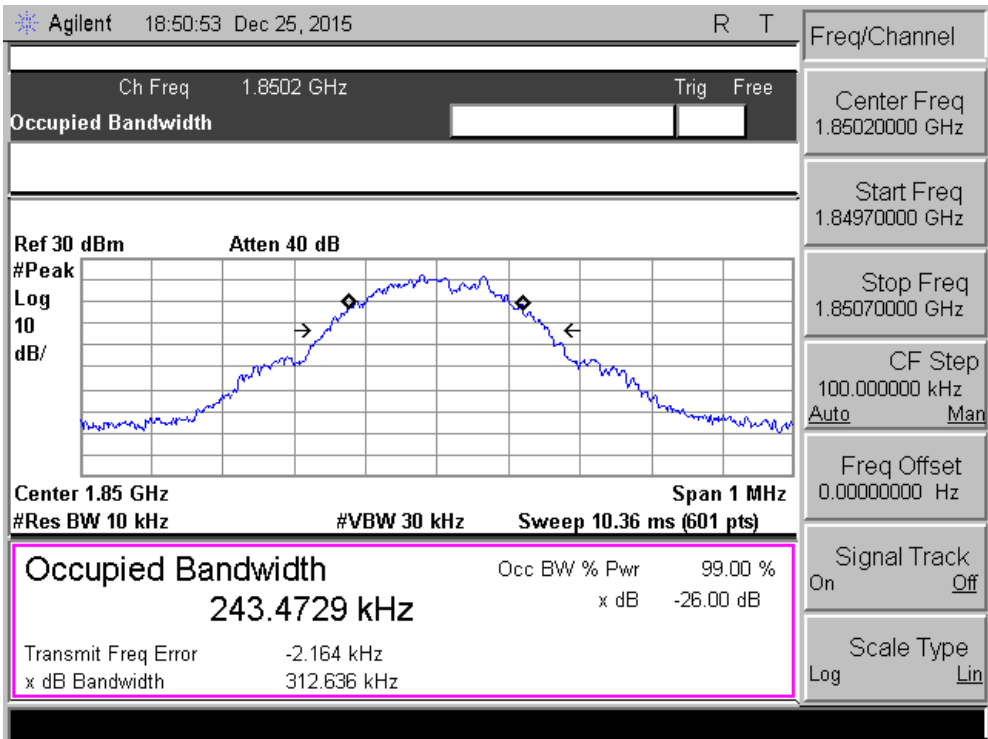 Agilent 18:50:53 Dec 25, 2015 R T
Ch Freq 1.8502 GHz Trig Free
Occupied Bandwidth
Ref 30 dBm Atten 40 dB
#Peak
Log
10
dB/
Center 1.85 GHz Span 1 MHz
#Res BW 10 kHz #VBW 30 kHz Sweep 10.36 ms (601 pts)
Occupied Bandwidth Occ BW % Pwr 99.00 %
243.4729 kHz x dB -26.00 dB
Transmit Freq Error -2.164 kHz
x dB Bandwidth 312.636 kHz
Freq/Channel
Center Freq
1.85020000 GHz
Start Freq
1.84970000 GHz
Stop Freq
1.85070000 GHz
CF Step
100.000000 kHz
Auto Man
Freq Offset
0.00000000 Hz
Signal Track
On Off
Scale Type
Log Lin